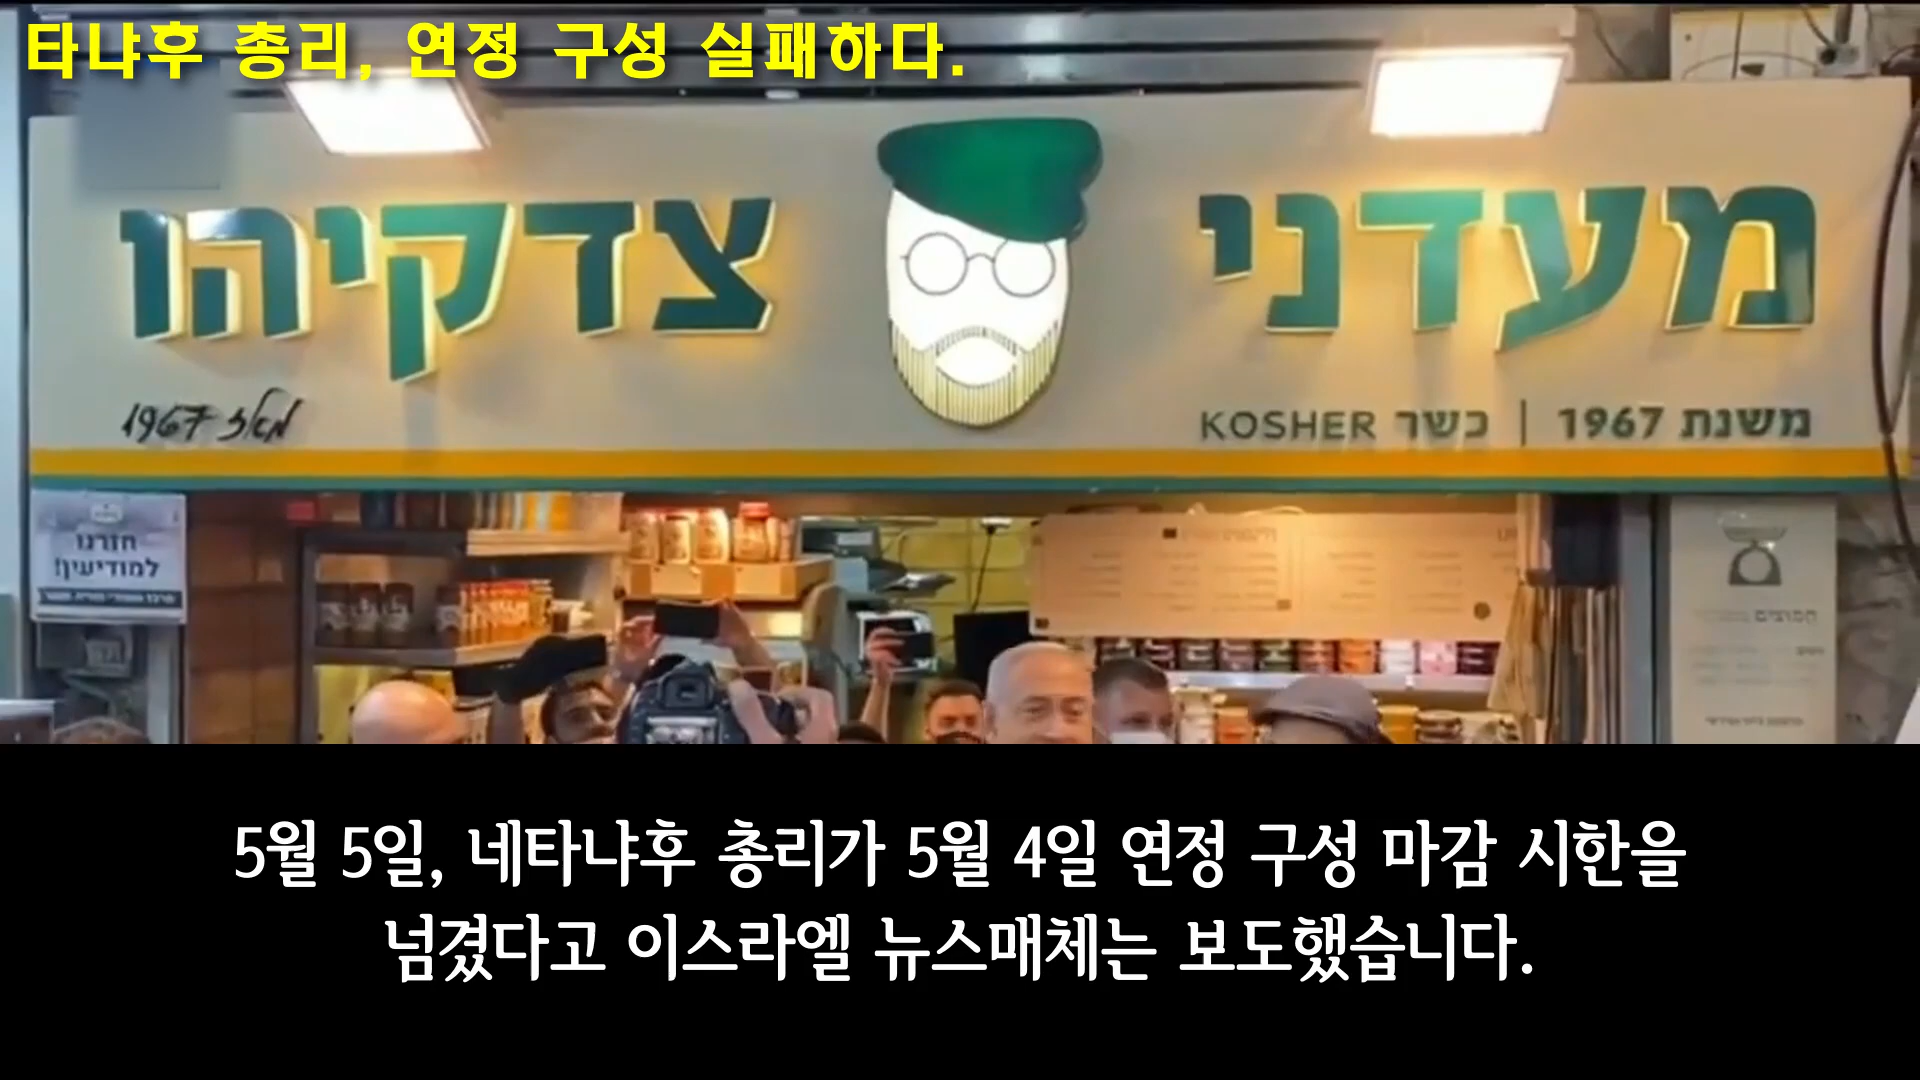 타냐후 총리, 연정 구성 실패하다.
מעדני צדקיהו
משנת 1967 | כשר KOSHER
מאז 1967
חזרנו
למודיעין!
חמוצים
5월 5일, 네타냐후 총리가 5월 4일 연정 구성 마감 시한을
넘겼다고 이스라엘 뉴스매체는 보도했습니다.